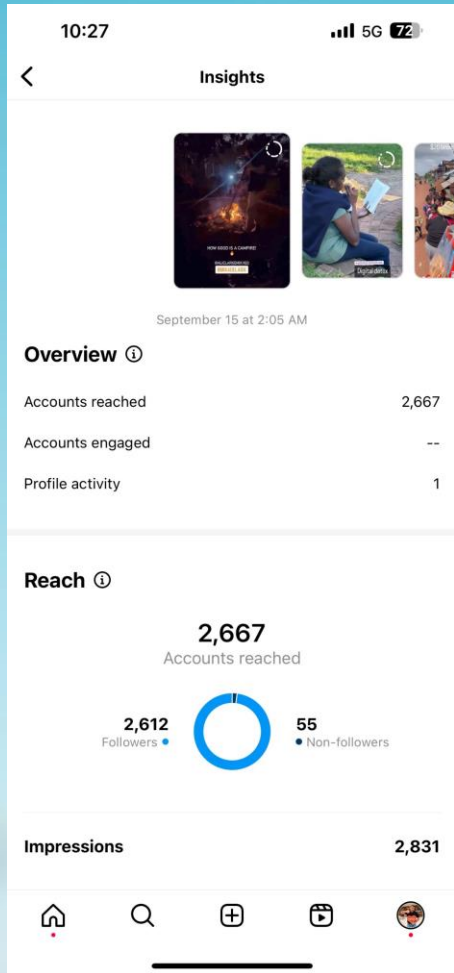 10:27
5G 72
Insights
HOW GOOD IS A CAMPFIRE!
Digital detox
September 15 at 2:05 AM
Overview
Accounts reached 2,667
Accounts engaged --
Profile activity 1
Reach
2,667
Accounts reached
2,612 55
Followers Non-followers
Impressions 2,831